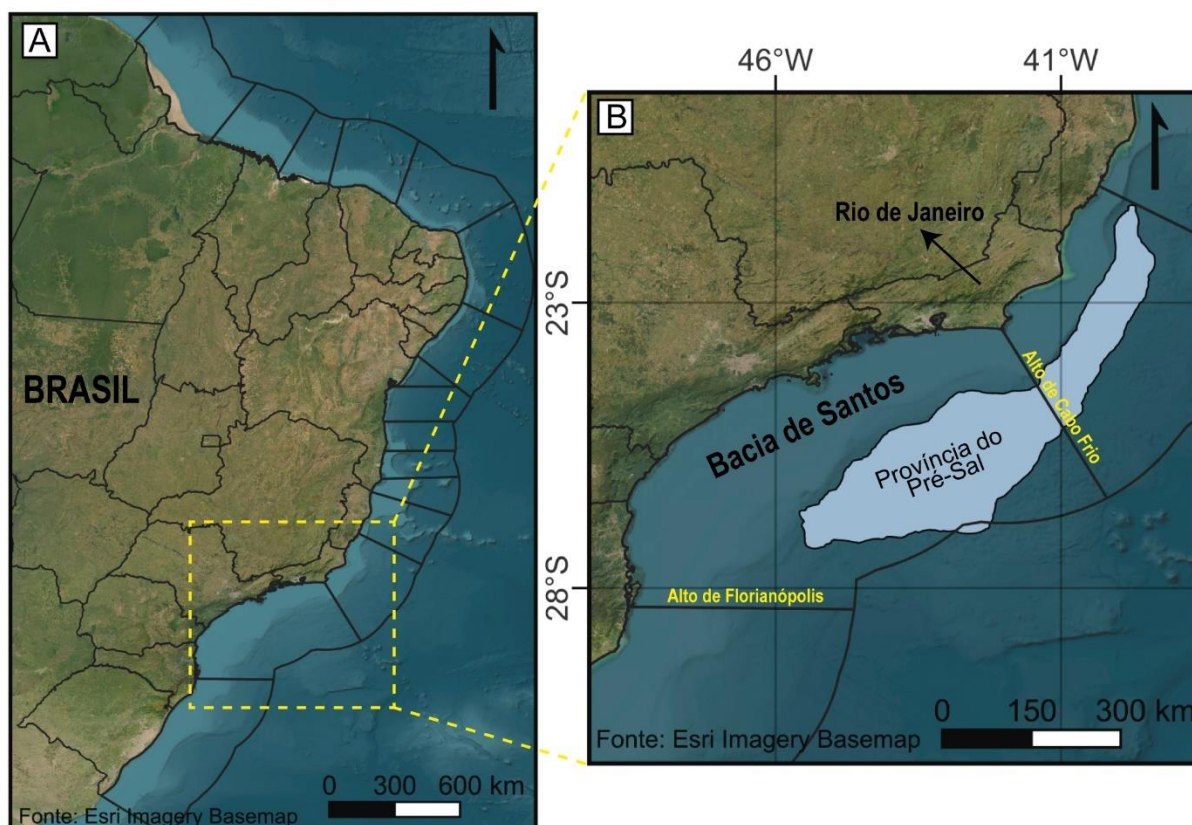 A
BRASIL
0 300 600 km
Fonte: Esri Imagery Basemap
46°W 41°W
B
Rio de Janeiro
23°S
Bacia de Santos
Alto de Cabo Frio
Província do
Pré-Sal
28°S
Alto de Florianópolis
0 150 300 km
Fonte: Esri Imagery Basemap